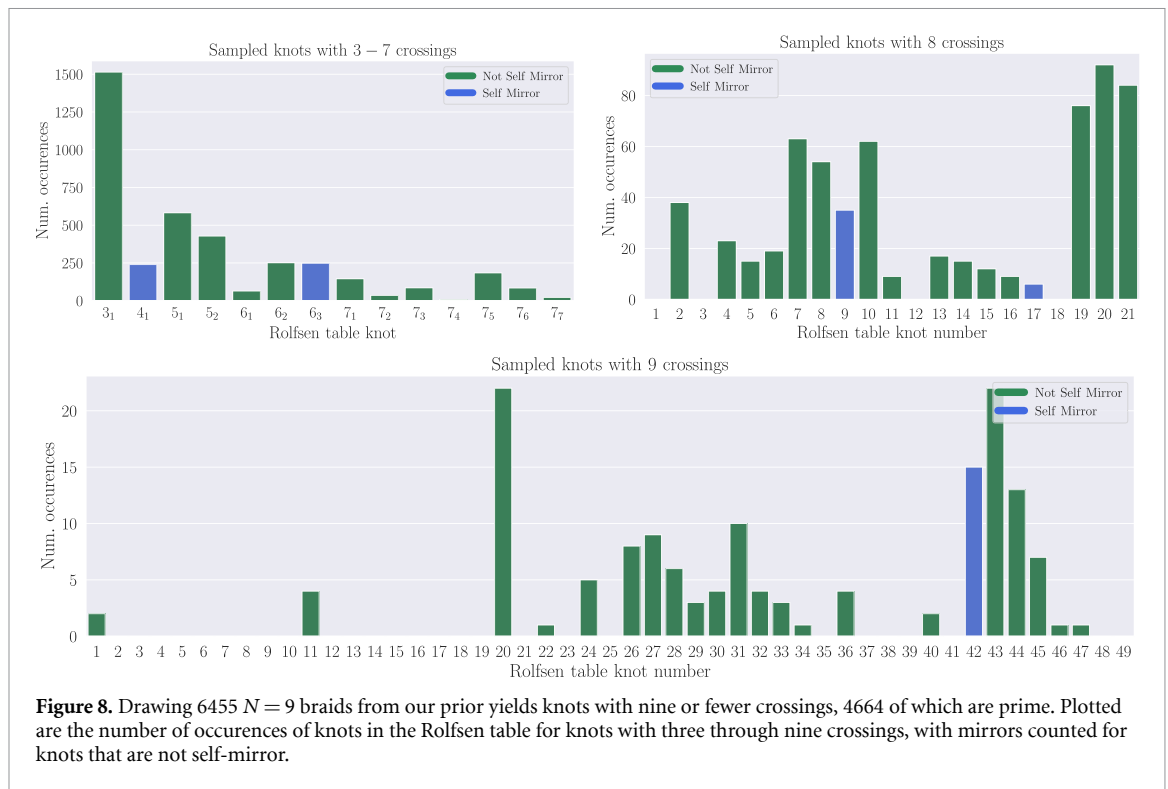 Sampled knots with 3 – 7 crossings
Num. occurences
1500
1250
1000
750
500
250
0
Not Self Mirror
Self Mirror
3₁ 4₁ 5₁ 5₂ 6₁ 6₂ 6₃ 7₁ 7₂ 7₃ 7₄ 7₅ 7₆ 7₇
Rolfsen table knot
Sampled knots with 8 crossings
Num. occurences
80
60
40
20
0
Not Self Mirror
Self Mirror
1 2 3 4 5 6 7 8 9 10 11 12 13 14 15 16 17 18 19 20 21
Rolfsen table knot number
Sampled knots with 9 crossings
Num. occurences
20
15
10
5
0
Not Self Mirror
Self Mirror
1 2 3 4 5 6 7 8 9 10 11 12 13 14 15 16 17 18 19 20 21 22 23 24 25 26 27 28 29 30 31 32 33 34 35 36 37 38 39 40 41 42 43 44 45 46 47 48 49
Rolfsen table knot number
Figure 8. Drawing 6455 N = 9 braids from our prior yields knots with nine or fewer crossings, 4664 of which are prime. Plotted
are the number of occurences of knots in the Rolfsen table for knots with three through nine crossings, with mirrors counted for
knots that are not self-mirror.